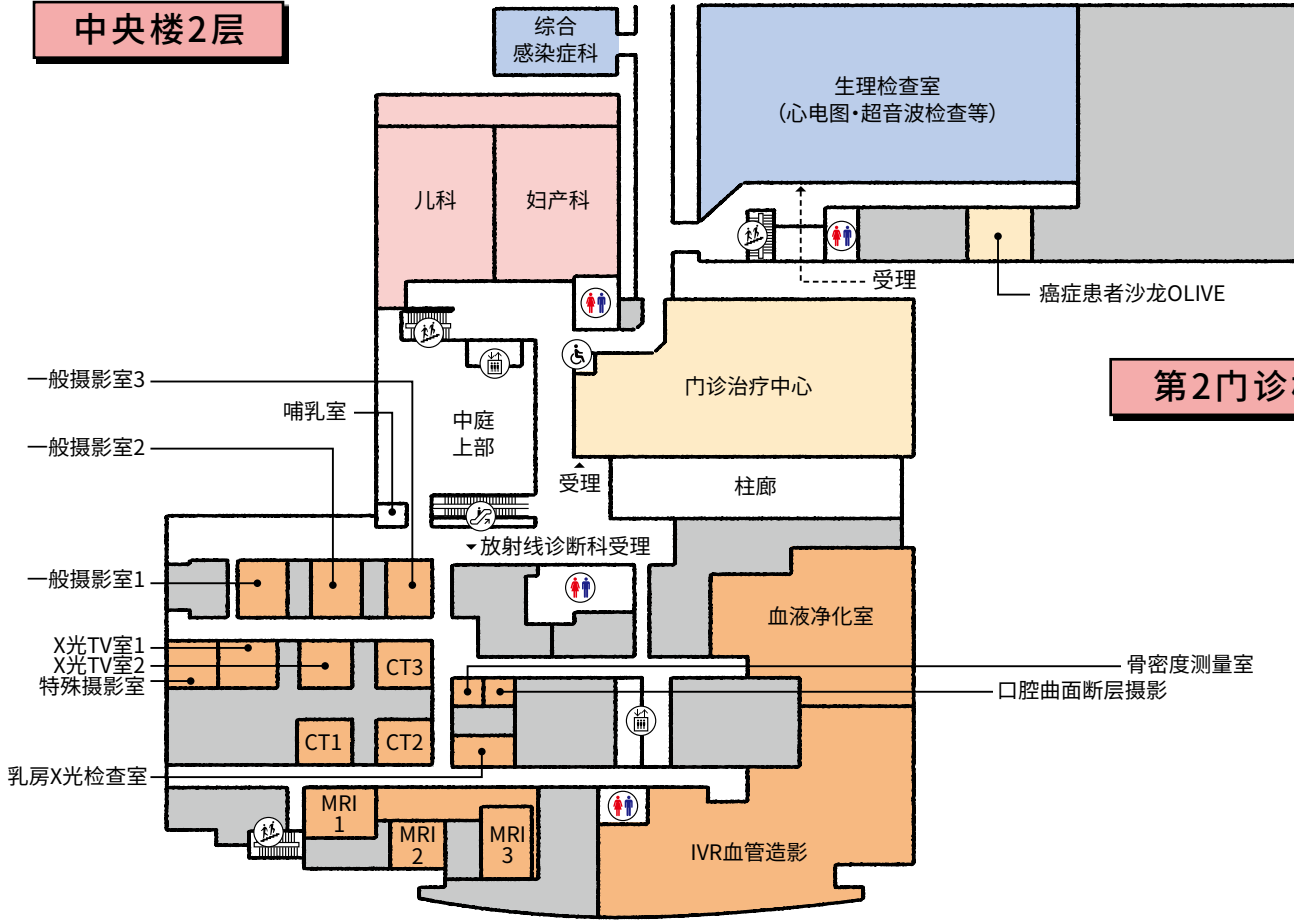 中央楼2层
综合
感染症科
生理检查室
（心电图・超音波检查等）
儿科
妇产科
受理
癌症患者沙龙OLIVE
一般摄影室3
哺乳室
一般摄影室2
中庭
上部
门诊治疗中心
第2门诊
受理
柱廊
放射线诊断科受理
一般摄影室1
血液净化室
X光TV室1
X光TV室2
特殊摄影室
CT3
骨密度测量室
口腔曲面断层摄影
CT1
CT2
乳房X光检查室
MRI
1
MRI
2
MRI
3
IVR血管造影